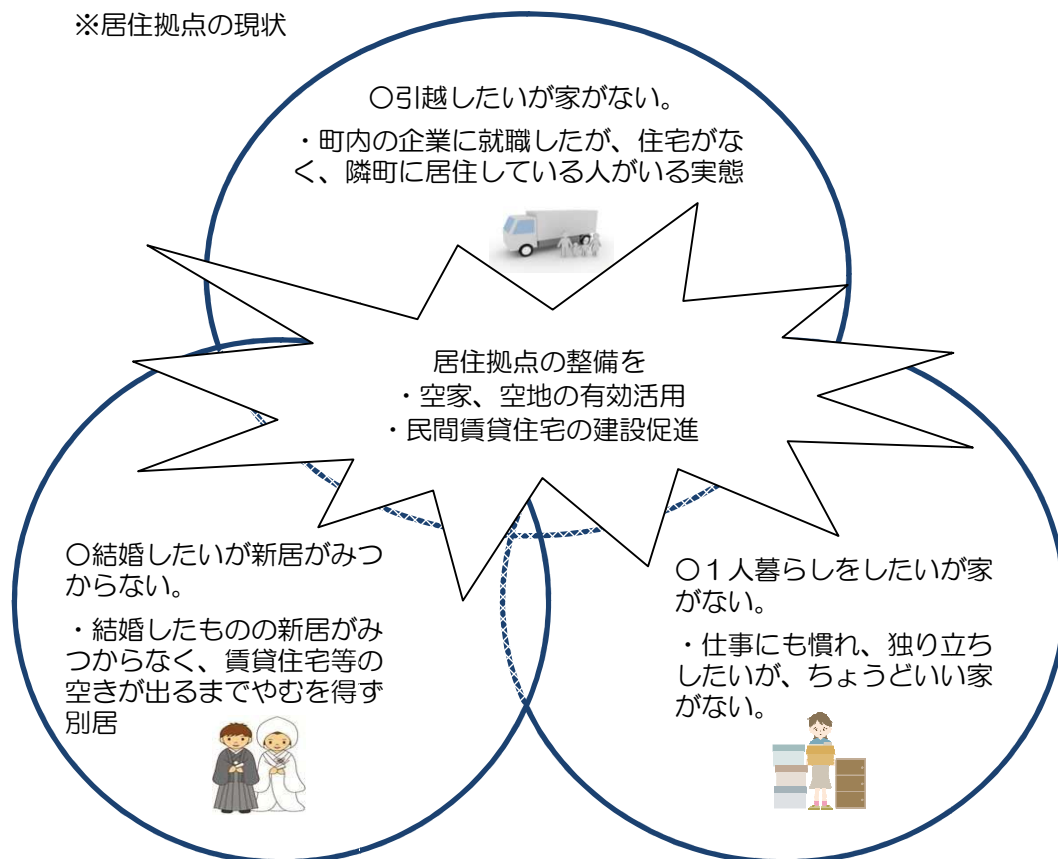 ※居住拠点の現状
〇引越したいが家がない。
・町内の企業に就職したが、住宅がな
く、隣町に居住している人がいる実態
居住拠点の整備を
・空家、空地の有効活用
・民間賃貸住宅の建設促進
〇結婚したいが新居がみつ
からない。
・結婚したものの新居がみ
つからなく、賃貸住宅等の
空きが出るまでやむを得ず
別居
〇１人暮らしをしたいが家
がない。
・仕事にも慣れ、独り立ち
したいが、ちょうどいい家
がない。